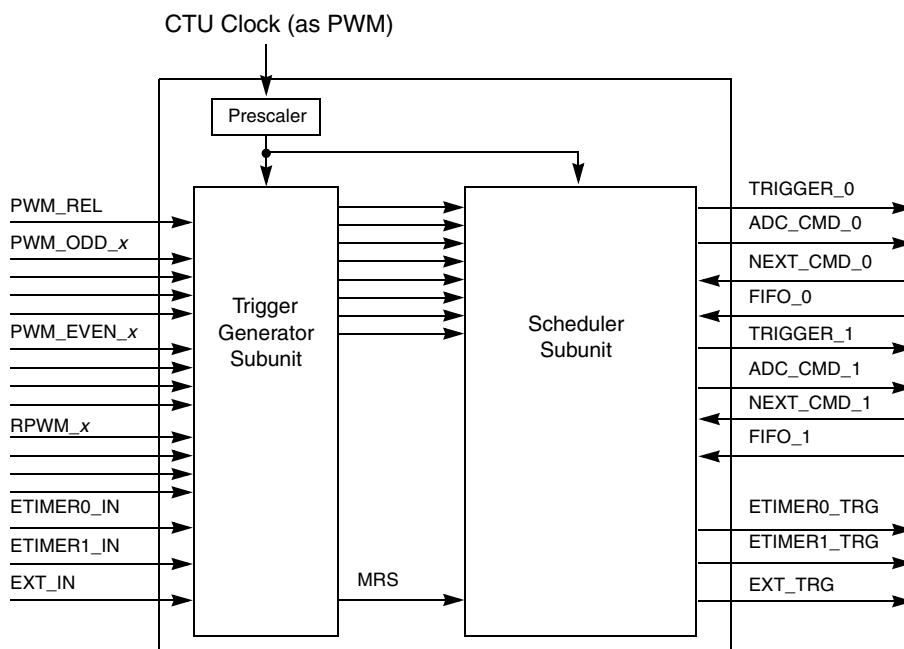 CTU Clock (as PWM)
Prescaler
PWM_REL
PWM_ODD_x
PWM_EVEN_x
RPWM_x
ETIMER0_IN
ETIMER1_IN
EXT_IN
Trigger
Generator
Subunit
MRS
Scheduler
Subunit
TRIGGER_0
ADC_CMD_0
NEXT_CMD_0
FIFO_0
TRIGGER_1
ADC_CMD_1
NEXT_CMD_1
FIFO_1
ETIMER0_TRG
ETIMER1_TRG
EXT_TRG